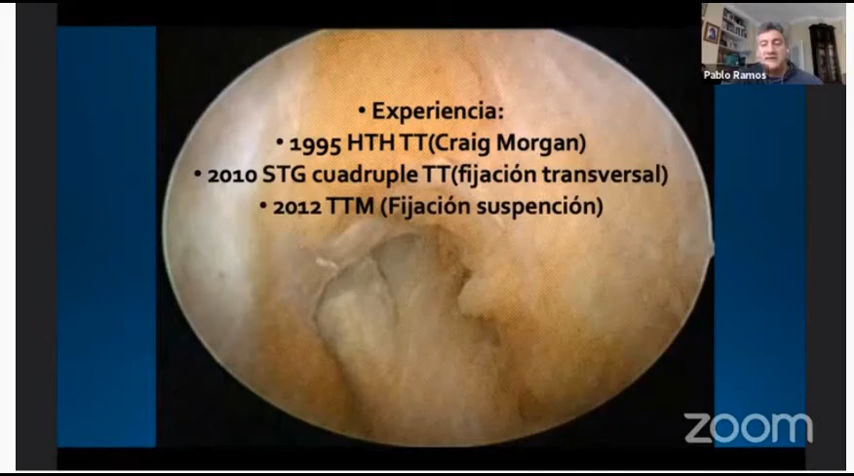 Pablo Ramos
• Experiencia:
• 1995 HTH TT(Craig Morgan)
• 2010 STG cuadruple TT(fijación transversal)
• 2012 TTM (Fijación suspención)
zoom